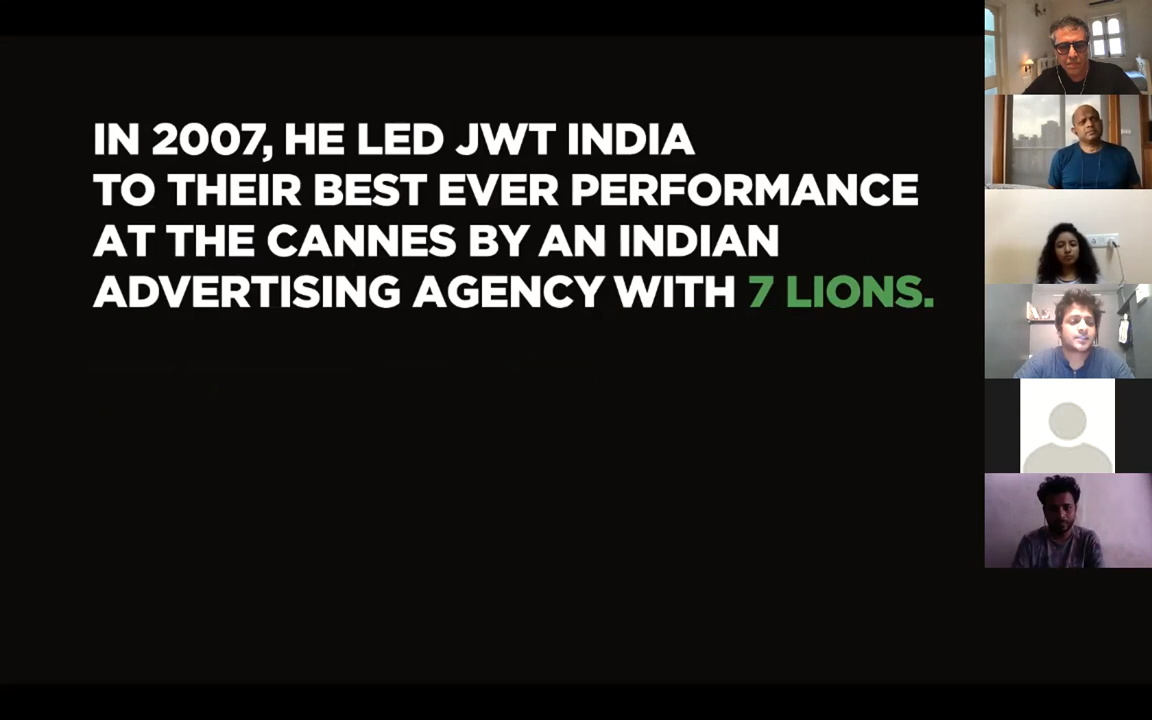 IN 2007, HE LED JWT INDIA
TO THEIR BEST EVER PERFORMANCE
AT THE CANNES BY AN INDIAN
ADVERTISING AGENCY WITH 7 LIONS.